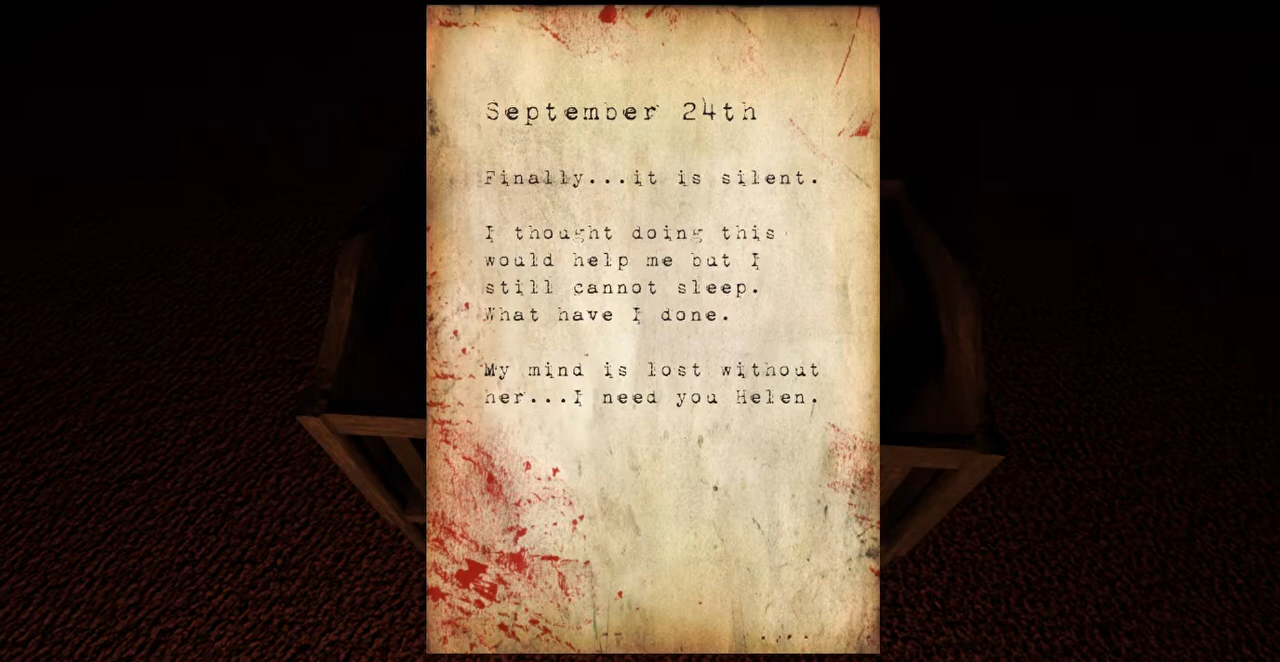 September 24th
Finally...it is silent.
I thought doing this
would help me but I
still cannot sleep.
What have I done.
My mind is lost without
her...I need you Helen.